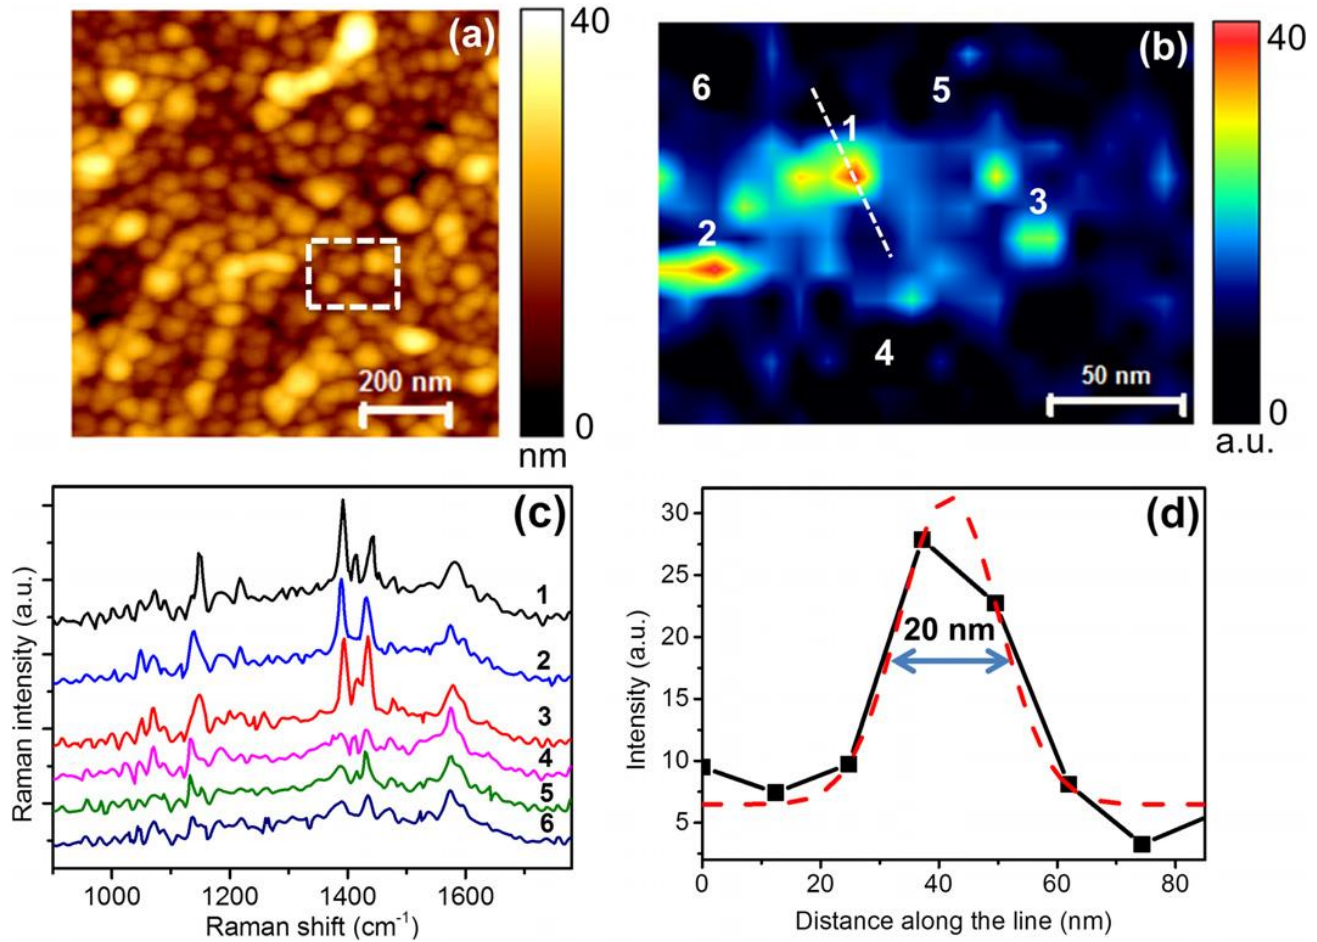 (a)
40
200 nm
0
nm
(b)
40
6
5
1
3
2
4
50 nm
0
a.u.
(c)
1
2
3
4
5
6
Raman intensity (a.u.)
1000 1200 1400 1600
Raman shift (cm-1)
(d)
30
25
20 nm
20
15
10
5
Intensity (a.u.)
0 20 40 60 80
Distance along the line (nm)